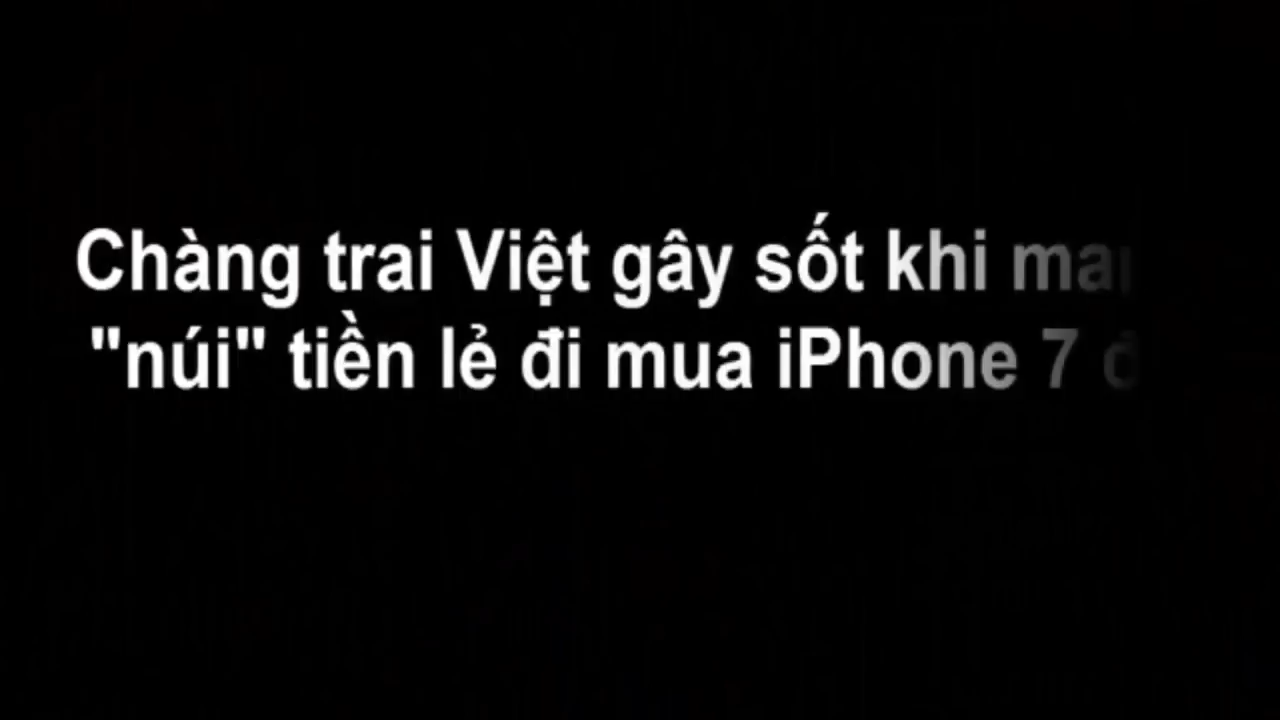 Chàng trai Việt gây sốt khi
"núi" tiền lẻ đi mua iPhone 7